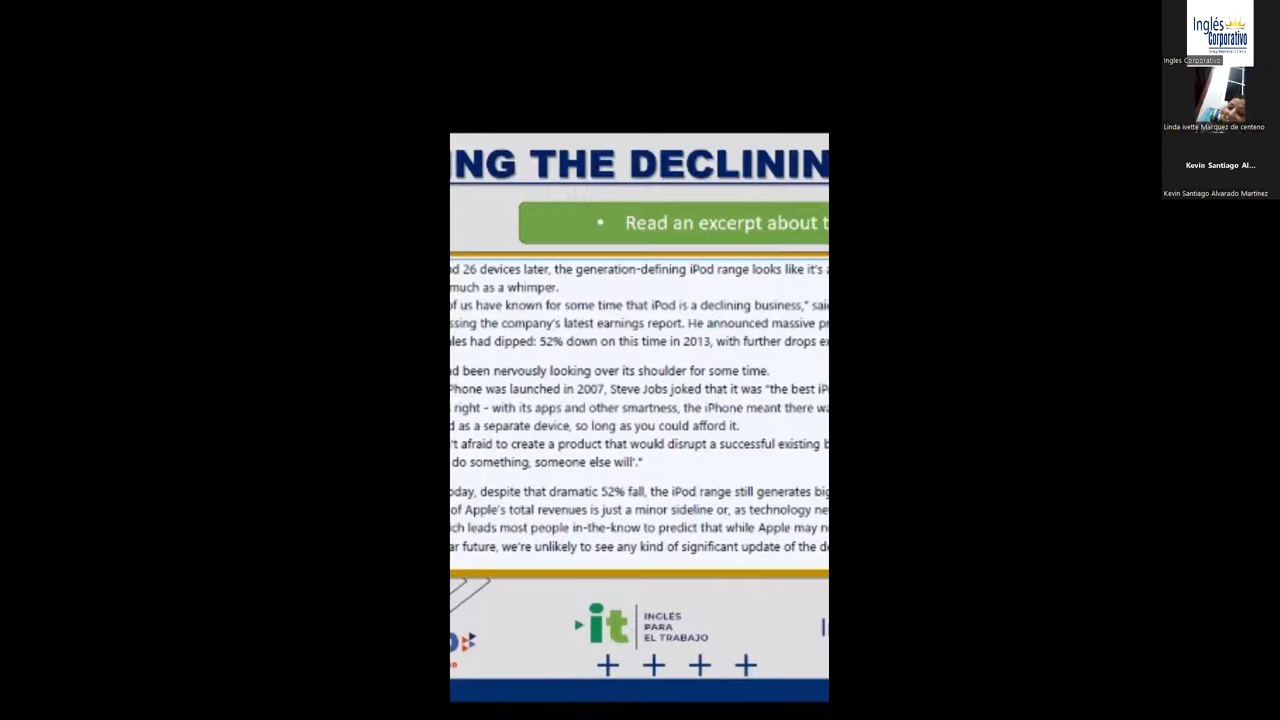 ING THE DECLININ
• Read an excerpt about t
nd 26 devices later, the generation-defining iPod range looks like it's a
much as a whimper.
of us have known for some time that iPod is a declining business," said
ssing the company's latest earnings report. He announced massive pr
les had dipped: 52% down on this time in 2013, with further drops ex
d been nervously looking over its shoulder for some time.
Phone was launched in 2007, Steve Jobs joked that it was "the best iP
right - with its apps and other smartness, the iPhone meant there wa
d as a separate device, so long as you could afford it.
't afraid to create a product that would disrupt a successful existing b
do something, someone else will'."
oday, despite that dramatic 52% fall, the iPod range still generates big
of Apple's total revenues is just a minor sideline or, as technology ne
ch leads most people in-the-know to predict that while Apple may n
ar future, we're unlikely to see any kind of significant update of the de
it
INGLÉS
PARA
EL TRABAJO
Inglés
Corporativo
Ingles Corporativo
Linda ivette Marquez de centeno
Kevin Santiago Al...
Kevin Santiago Alvarado Martínez